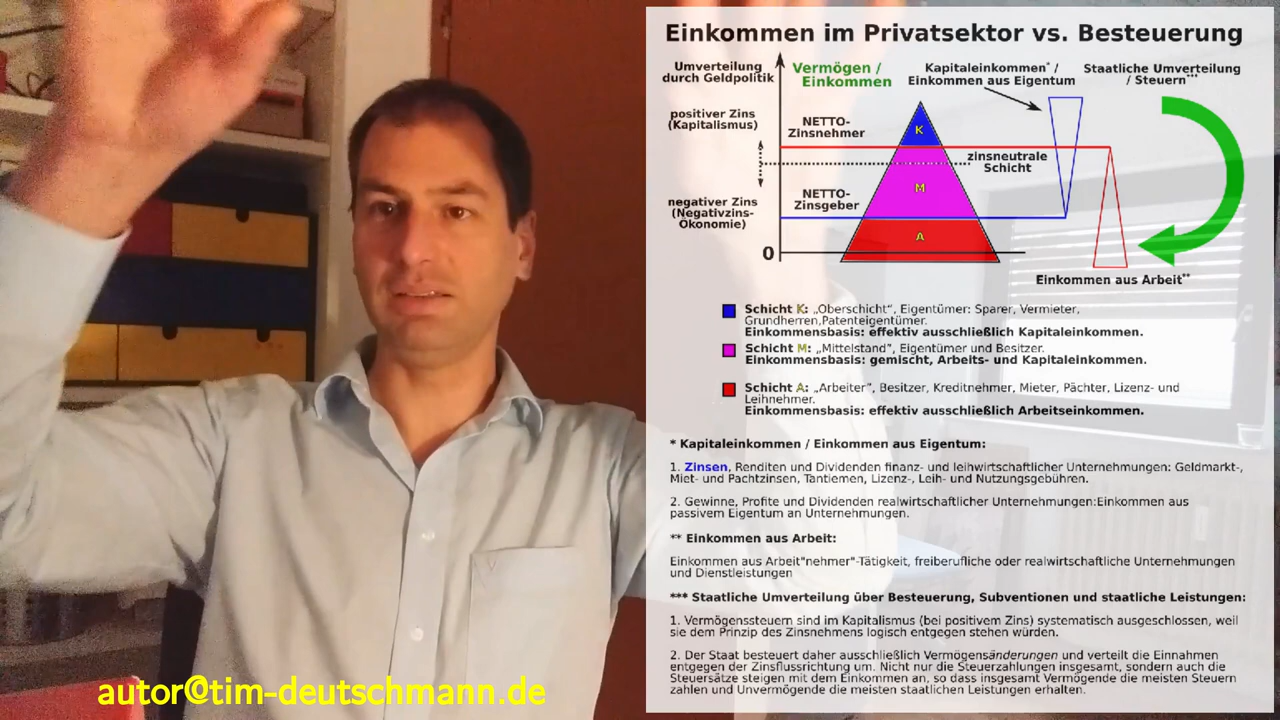 Einkommen im Privatsektor vs. Besteuerung
Umverteilung
durch Geldpolitik
Vermögen /
Einkommen
Kapitaleinkommen* /
Einkommen aus Eigentum
Staatliche Umverteilung
/ Steuern***
positiver Zins
(Kapitalismus)
NETTO-
Zinsnehmer
K
zinsneutrale
Schicht
M
negativer Zins
(Negativzins-
Ökonomie)
NETTO-
Zinsgeber
A
0
Einkommen aus Arbeit**
Schicht K: „Oberschicht“, Eigentümer: Sparer, Vermieter,
Grundherren,Patenteigentümer.
Einkommensbasis: effektiv ausschließlich Kapitaleinkommen.
Schicht M: „Mittelstand”, Eigentümer und Besitzer.
Einkommensbasis: gemischt, Arbeits- und Kapitaleinkommen.
Schicht A: „Arbeiter”, Besitzer, Kreditnehmer, Mieter, Pächter, Lizenz- und
Leihnehmer.
Einkommensbasis: effektiv ausschließlich Arbeitseinkommen.
* Kapitaleinkommen / Einkommen aus Eigentum:
1. Zinsen, Renditen und Dividenden finanz- und leihwirtschaftlicher Unternehmungen: Geldmarkt-,
Miet- und Pachtzinsen, Tantiemen, Lizenz-, Leih- und Nutzungsgebühren.
2. Gewinne, Profite und Dividenden realwirtschaftlicher Unternehmungen:Einkommen aus
passivem Eigentum an Unternehmungen.
** Einkommen aus Arbeit:
Einkommen aus Arbeit"nehmer"-Tätigkeit, freiberufliche oder realwirtschaftliche Unternehmungen
und Dienstleistungen
*** Staatliche Umverteilung über Besteuerung, Subventionen und staatliche Leistungen:
1. Vermögenssteuern sind im Kapitalismus (bei positivem Zins) systematisch ausgeschlossen, weil
sie dem Prinzip des Zinsnehmens logisch entgegen stehen würden.
2. Der Staat besteuert daher ausschließlich Vermögensänderungen und verteilt die Einnahmen
entgegen der Zinsflussrichtung um. Nicht nur die Steuerzahlungen insgesamt, sondern auch die
Steuersätze steigen mit dem Einkommen an, so dass insgesamt Vermögende die meisten Steuern
zahlen und Unvermögende die meisten staatlichen Leistungen erhalten.
autor@tim-deutschmann.de